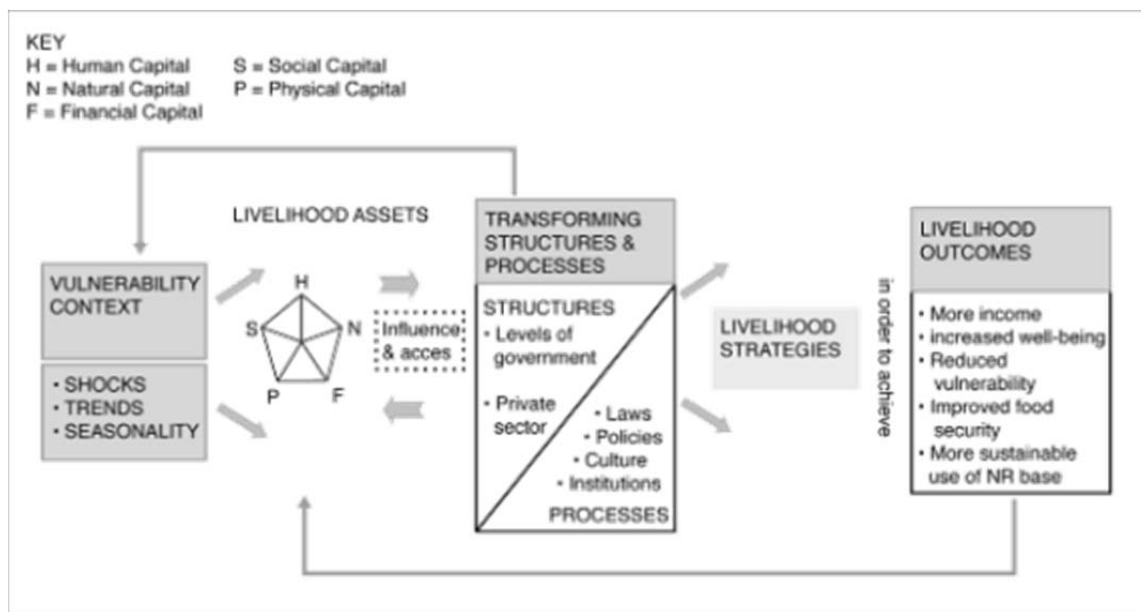 KEY
H = Human Capital
S = Social Capital
N = Natural Capital
P = Physical Capital
F = Financial Capital
LIVELIHOOD ASSETS
VULNERABILITY
CONTEXT
• SHOCKS
• TRENDS
• SEASONALITY
H
S
N
P
F
Influence
& acces
TRANSFORMING
STRUCTURES &
PROCESSES
STRUCTURES
• Levels of
government
• Private
sector
• Laws
• Policies
• Culture
• Institutions
PROCESSES
LIVELIHOOD
STRATEGIES
in order to achieve
LIVELIHOOD
OUTCOMES
• More income
• increased well-being
• Reduced
vulnerability
• Improved food
security
• More sustainable
use of NR base